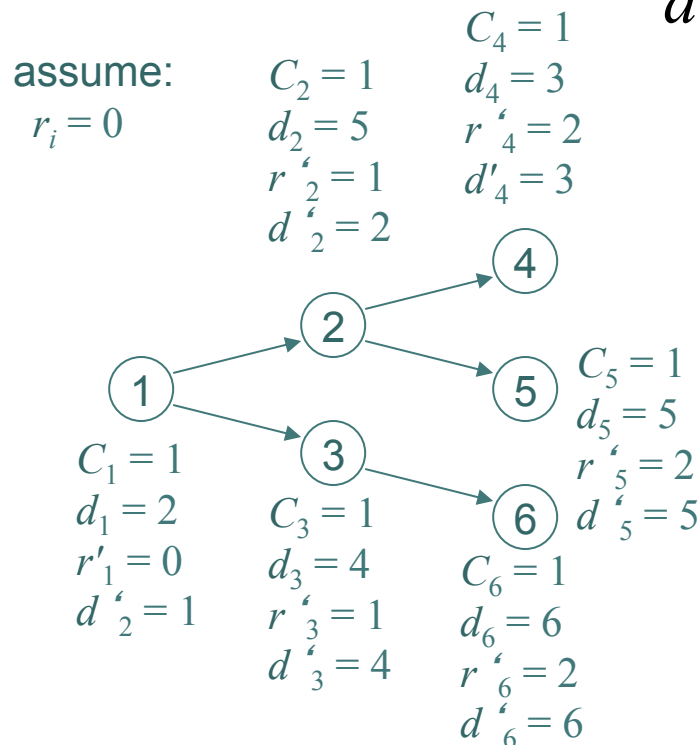 d
assume:
r_i = 0
C_2 = 1
d_2 = 5
r ‘_2 = 1
d ‘_2 = 2
C_4 = 1
d_4 = 3
r ‘_4 = 2
d'_4 = 3
4
2
1
5
C_5 = 1
d_5 = 5
r ‘_5 = 2
d ‘_5 = 5
3
6
C_1 = 1
d_1 = 2
r'_1 = 0
d ‘_2 = 1
C_3 = 1
d_3 = 4
r ‘_3 = 1
d ‘_3 = 4
C_6 = 1
d_6 = 6
r ‘_6 = 2
d ‘_6 = 6